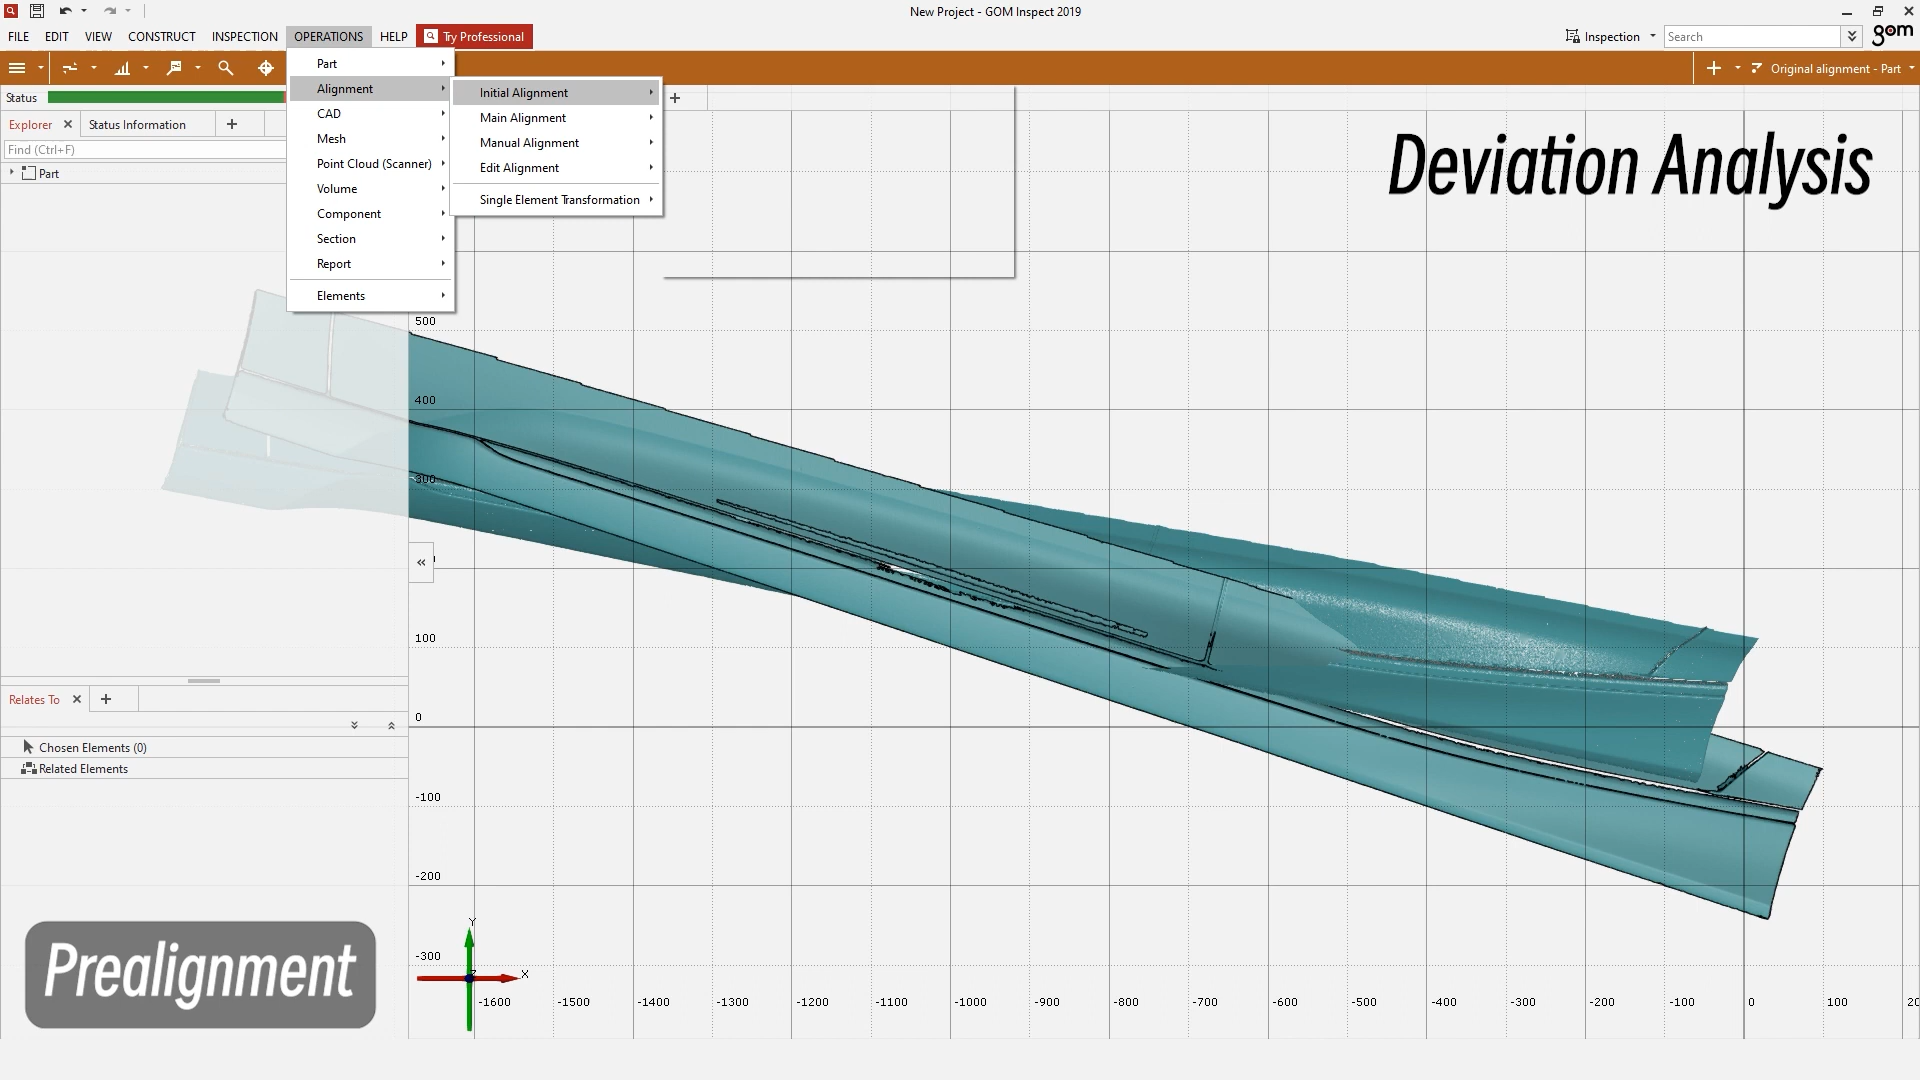 New Project - GOM Inspect 2019
FILE EDIT VIEW CONSTRUCT INSPECTION OPERATIONS HELP Try Professional
Inspection Search gom
Original alignment - Part
Status
Explorer Status Information
Find (Ctrl+F)
Part
Part
Alignment
CAD
Mesh
Point Cloud (Scanner)
Volume
Component
Section
Report
Elements
Initial Alignment
Main Alignment
Manual Alignment
Edit Alignment
Single Element Transformation
Deviation Analysis
500
400
300
100
0
-100
-200
-300
Relates To
Chosen Elements (0)
Related Elements
Prealignment
Y
Z
X
-1600 -1500 -1400 -1300 -1200 -1100 -1000 -900 -800 -700 -600 -500 -400 -300 -200 -100 0 100 20